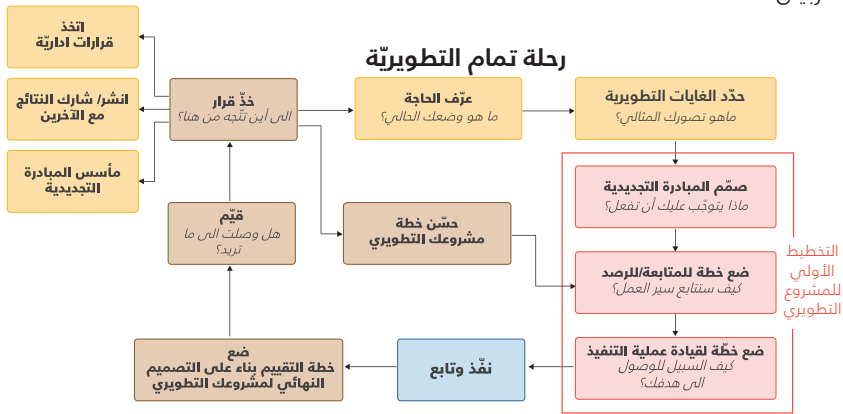 رحلة تمام التطويريّة
اتخذ
قرارات اداريّة
انشر/ شارك النتائج
مع الآخرين
مأسس المبادرة
التجديدية
خذّ قرار
الى أين تتّجه من هنا؟
عرّف الحاجة
ما هو وضعك الحالي؟
حدّد الغايات التطويرية
ماهو تصورك المثالي؟
صمّم المبادرة التجديدية
ماذا يتوجّب عليك أن تفعل؟
قيّم
هل وصلت الى ما
تريد؟
حسّن خطة
مشروعك التطويري
ضع خطة للمتابعة/للرصد
كيف ستتابع سير العمل؟
التخطيط
الأولي
للمشروع
التطويري
ضع خطّة لقيادة عملية التنفيذ
كيف السبيل للوصول
الى هدفك؟
نفّذ وتابع
ضع
خطة التقييم بناء على التصميم
النهائي لمشروعك التطويري